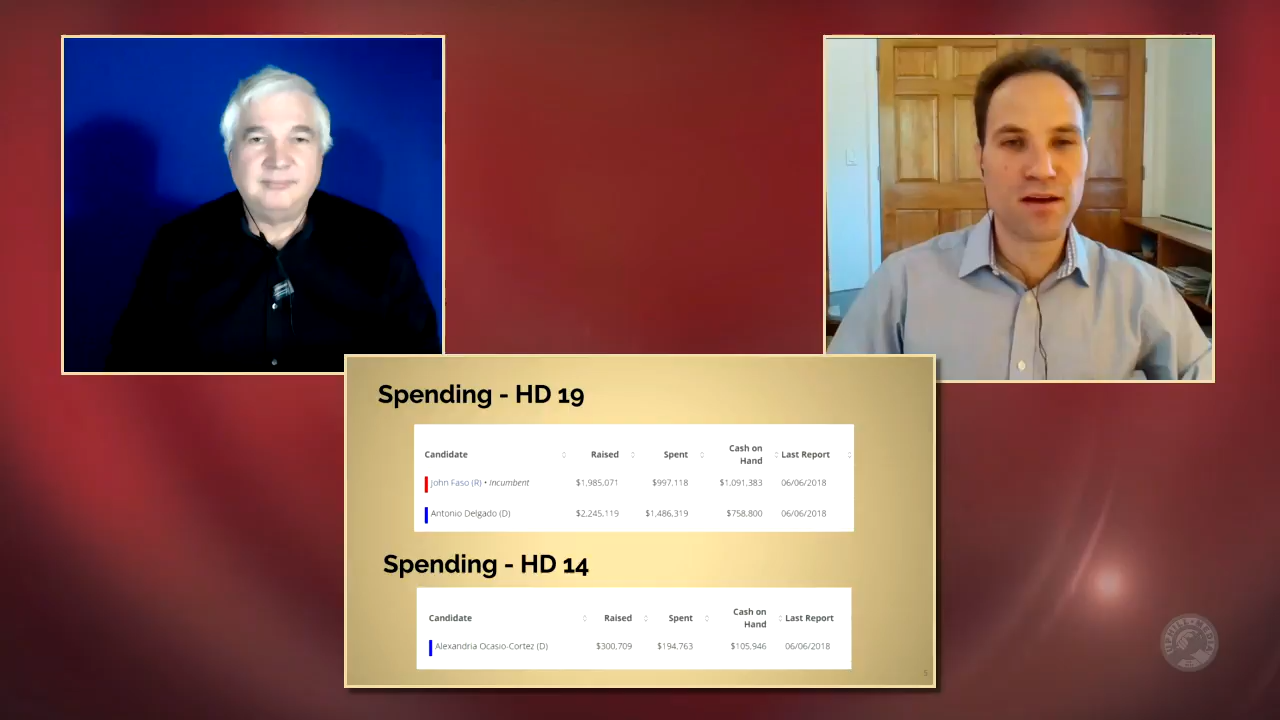 Spending - HD 19
Candidate Raised Spent Cash on Hand Last Report
John Faso (R) • Incumbent $1,985,071 $997,118 $1,091,383 06/06/2018
Antonio Delgado (D) $2,245,119 $1,486,319 $758,800 06/06/2018
Spending - HD 14
Candidate Raised Spent Cash on Hand Last Report
Alexandria Ocasio-Cortez (D) $300,709 $194,763 $105,946 06/06/2018
5